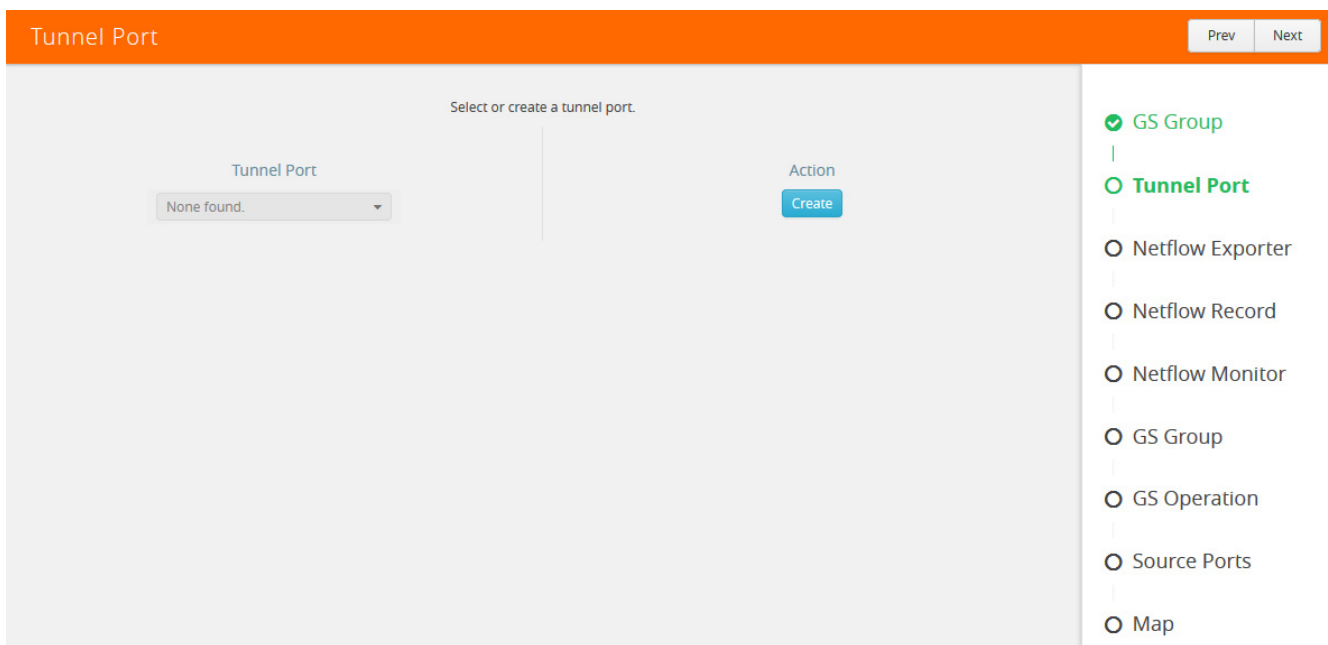 Tunnel Port
Prev
Next
Select or create a tunnel port.
Tunnel Port
Action
None found.
Create
GS Group
Tunnel Port
Netflow Exporter
Netflow Record
Netflow Monitor
GS Group
GS Operation
Source Ports
Map